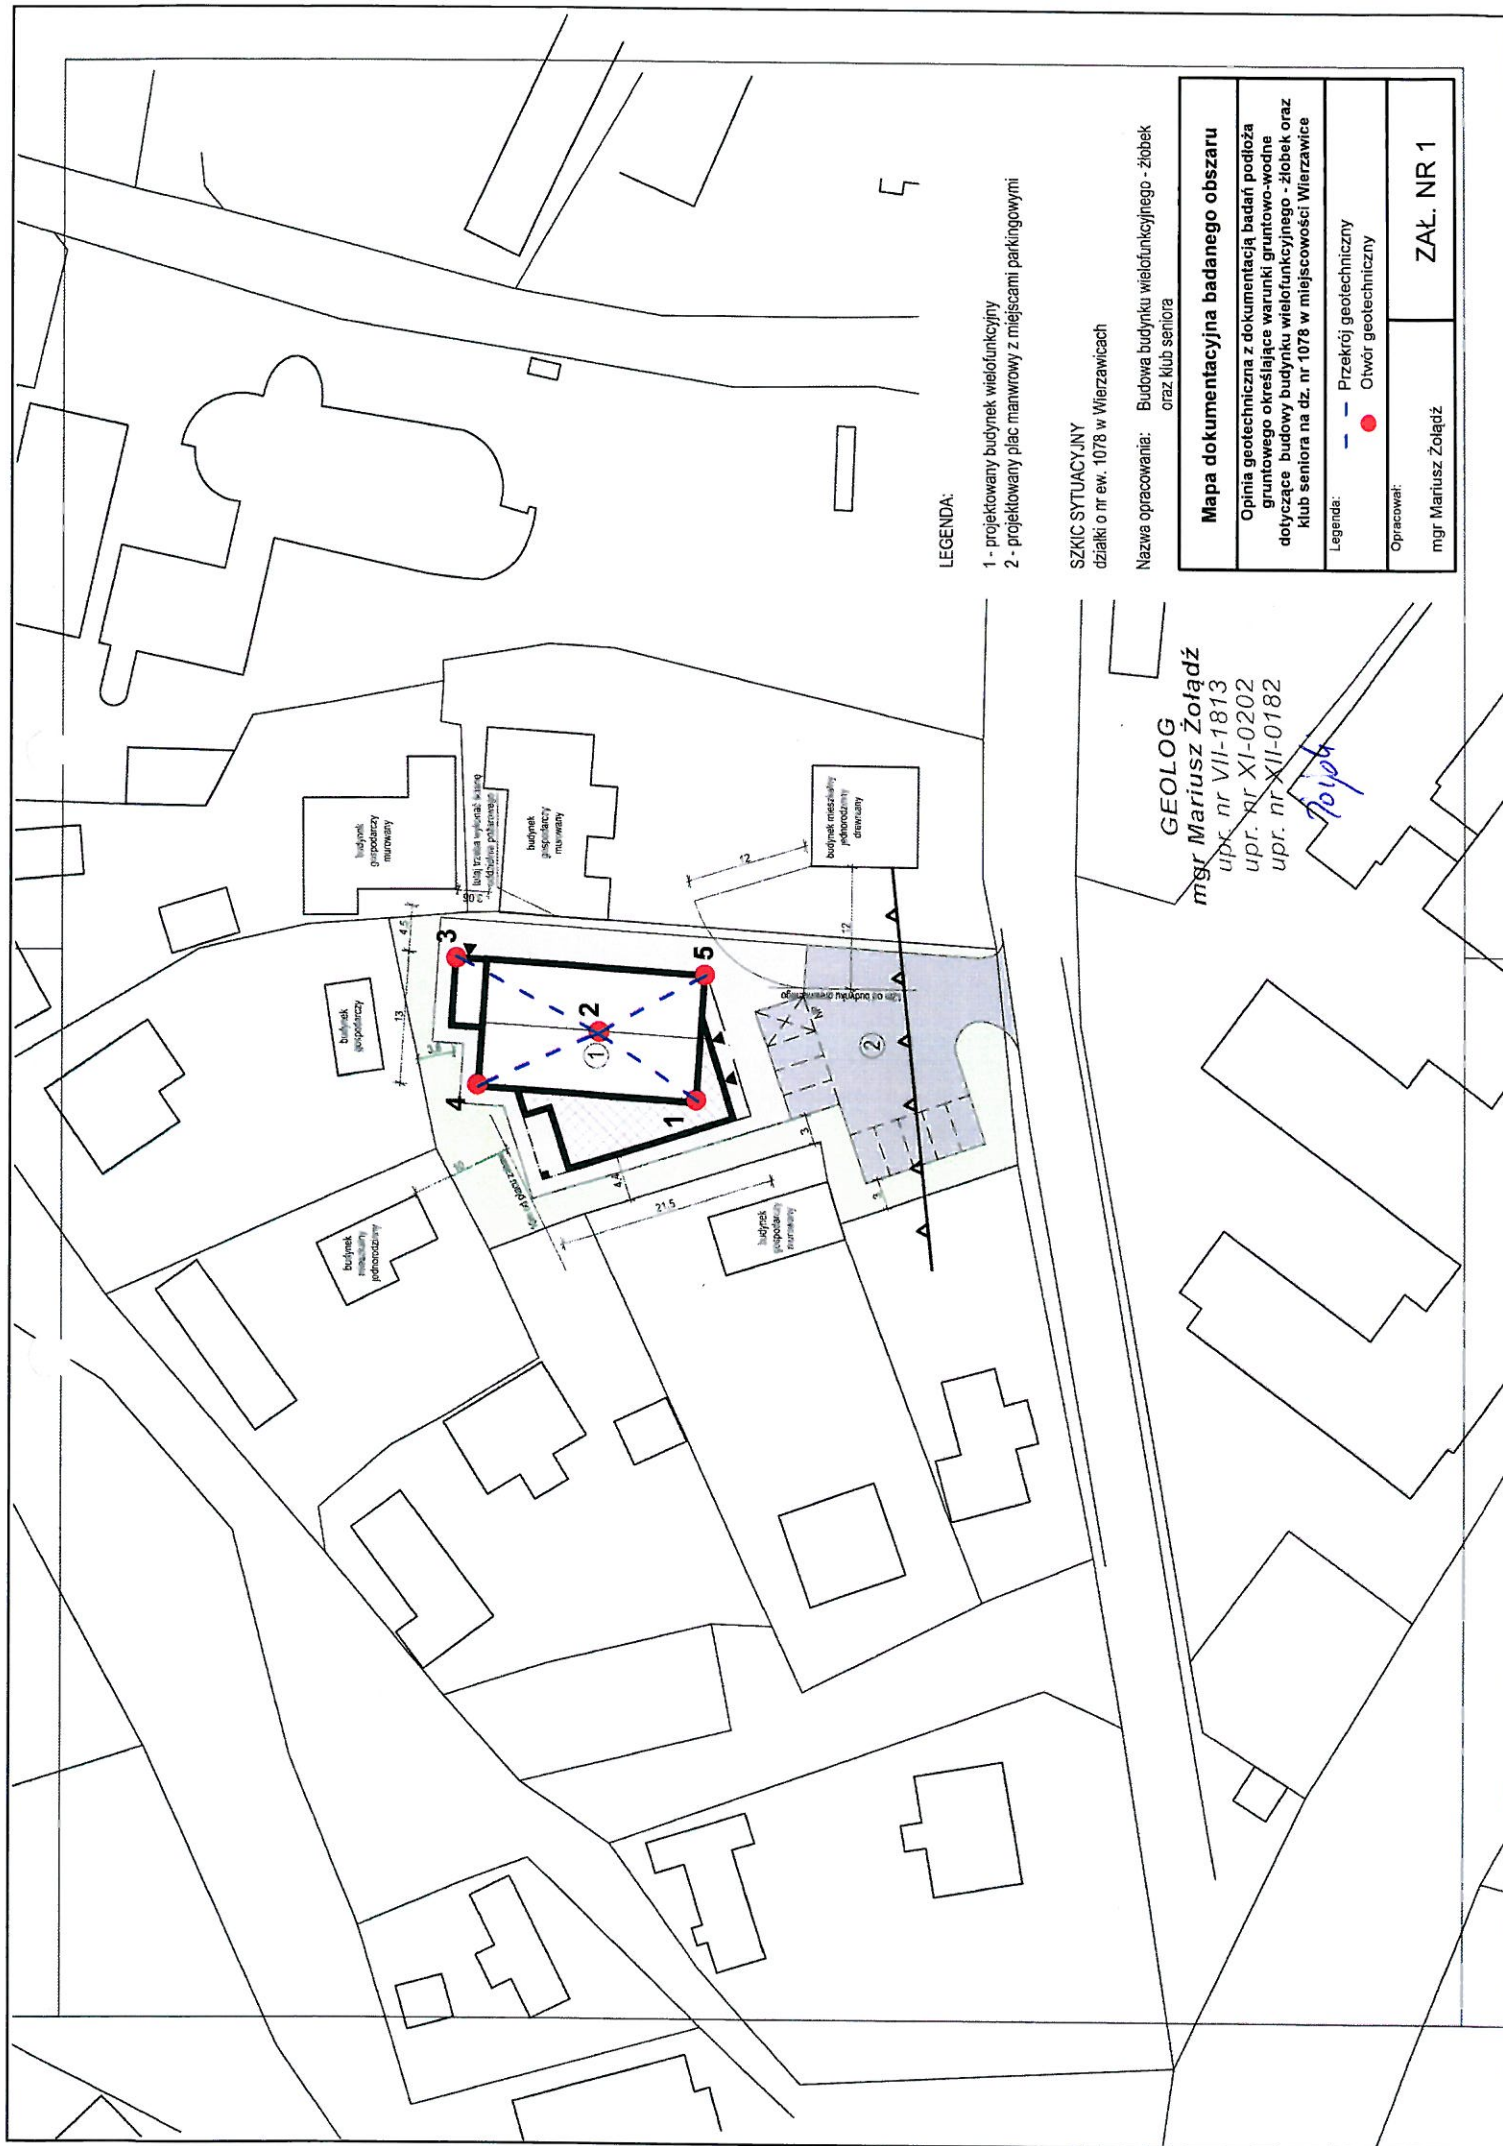 LEGENDA:
1 - projektowany budynek wielofunkcyjny
2 - projektowany plac manwrowy z miejscami parkingowymi
SZKIC SYTUACYJNY
działki o nr ew. 1078 w Wierzawicach
Nazwa opracowania: Budowa budynku wielofunkcyjnego - żłobek
oraz klub seniora
Mapa dokumentacyjna badanego obszaru
Opinia geotechniczna z dokumentacją badań podłoża
gruntowego określające warunki gruntowo-wodne
dotyczące budowy budynku wielofunkcyjnego - żłobek oraz
klub seniora na dz. nr 1078 w miejscowości Wierzawice
Legenda:
Przekrój geotechniczny
Otwór geotechniczny
Opracował:
mgr Mariusz Żołądź
ZAŁ. NR 1
GEOLOG
mgr Mariusz Żołądź
upr. nr VII-1813
upr. nr XI-0202
upr. nr XII-0182
budynek
gospodarczy
murowany
budynek
gospodarczy
murowany
budynek mieszkalny
jednorodzinny
drewniany
budynek
gospodarczy
budynek
mieszkalny
jednorodzinny
budynek
gospodarczy
murowany
12m od budynku drewnianego
3
4
2
1
5
1
2
13
4.5
12
12
21.5
3
3
NP